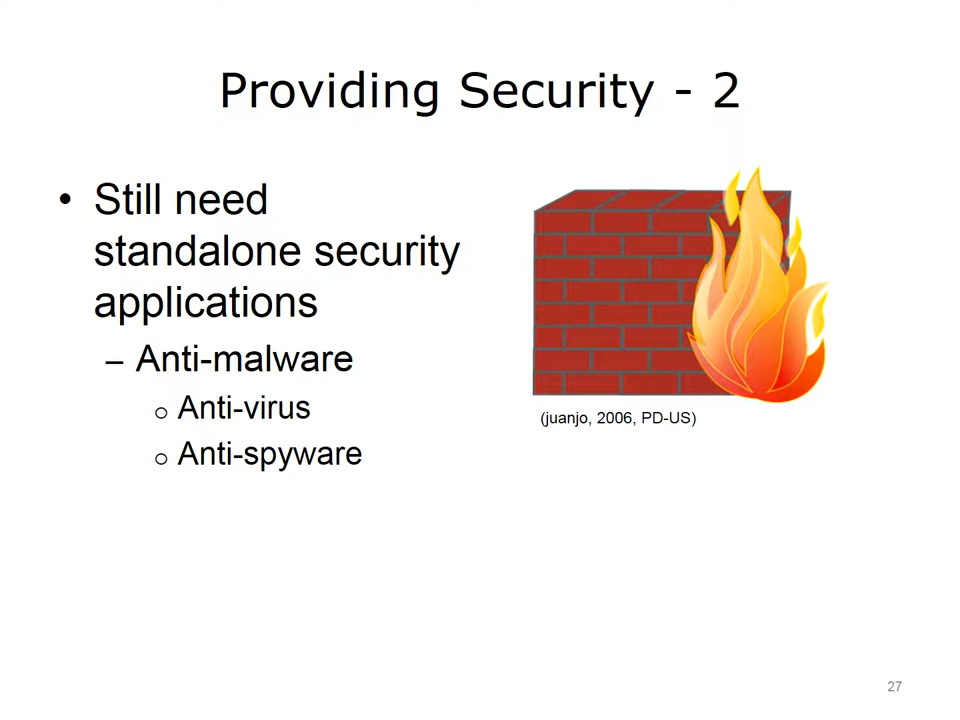 Providing Security - 2
• Still need
standalone security
applications
– Anti-malware
o Anti-virus
o Anti-spyware
(juanjo, 2006, PD-US)
27